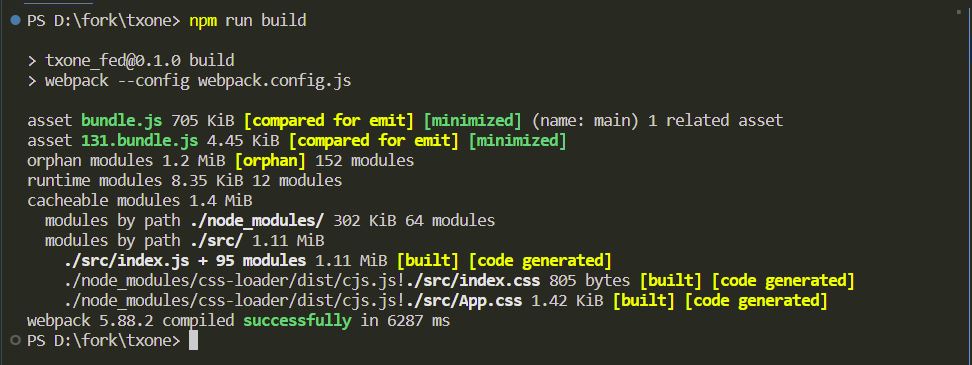 PS D:\fork\txone> npm run build
> txone_fed@0.1.0 build
> webpack --config webpack.config.js
asset bundle.js 705 KiB [compared for emit] [minimized] (name: main) 1 related asset
asset 131.bundle.js 4.45 KiB [compared for emit] [minimized]
orphan modules 1.2 MiB [orphan] 152 modules
runtime modules 8.35 KiB 12 modules
cacheable modules 1.4 MiB
  modules by path ./node_modules/ 302 KiB 64 modules
  modules by path ./src/ 1.11 MiB
    ./src/index.js + 95 modules 1.11 MiB [built] [code generated]
    ./node_modules/css-loader/dist/cjs.js!./src/index.css 805 bytes [built] [code generated]
    ./node_modules/css-loader/dist/cjs.js!./src/App.css 1.42 KiB [built] [code generated]
webpack 5.88.2 compiled successfully in 6287 ms
PS D:\fork\txone>